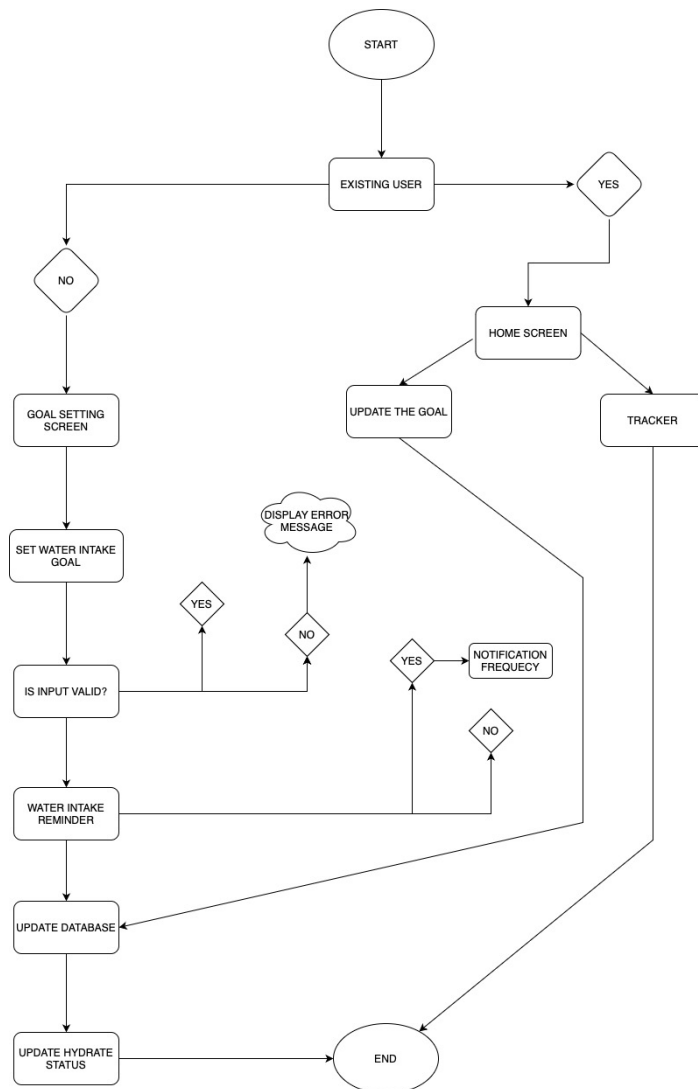 START
EXISTING USER
YES
NO
HOME SCREEN
GOAL SETTING
SCREEN
UPDATE THE GOAL
TRACKER
DISPLAY ERROR
MESSAGE
SET WATER INTAKE
GOAL
YES
NO
YES
NOTIFICATION
FREQUECY
IS INPUT VALID?
NO
WATER INTAKE
REMINDER
UPDATE DATABASE
UPDATE HYDRATE
STATUS
END